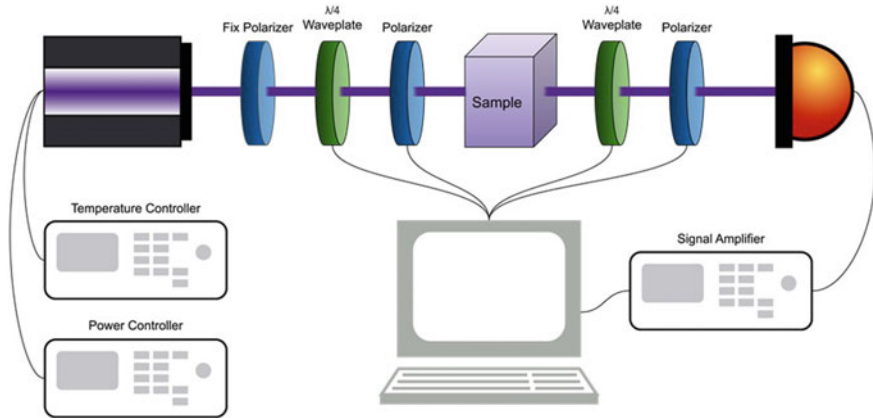 λ/4
Waveplate
Fix Polarizer
Polarizer
λ/4
Waveplate
Polarizer
Sample
Temperature Controller
Signal Amplifier
Power Controller